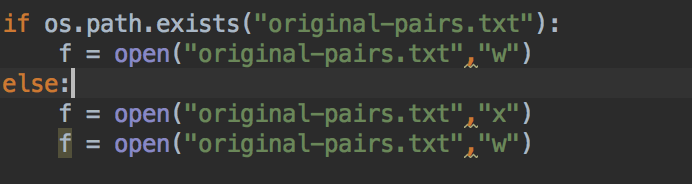 if os.path.exists("original-pairs.txt"):
    f = open("original-pairs.txt","w")
else:
    f = open("original-pairs.txt","x")
    f = open("original-pairs.txt","w")